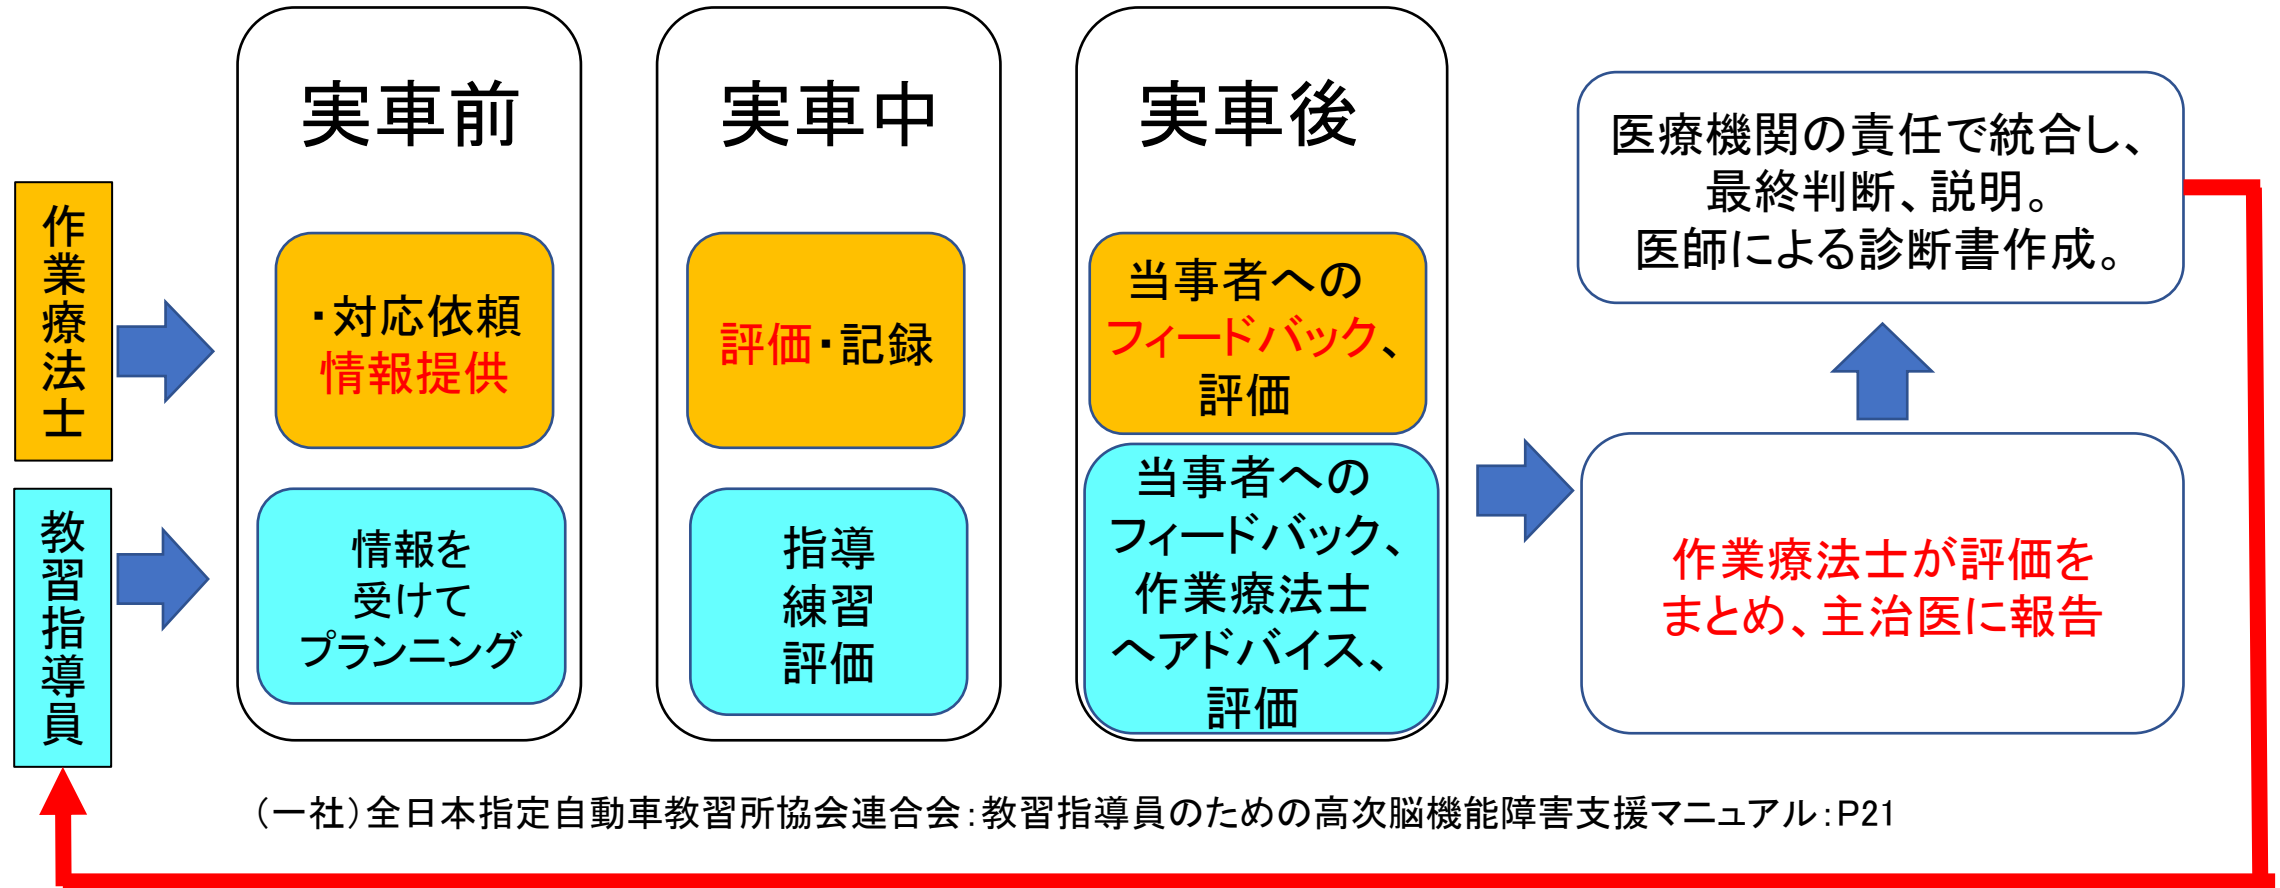 実車前
実車中
実車後
作業療法士
・対応依頼
情報提供
評価・記録
当事者への
フィードバック、
評価
教習指導員
情報を
受けて
プランニング
指導
練習
評価
当事者への
フィードバック、
作業療法士
へアドバイス、
評価
医療機関の責任で統合し、
最終判断、説明。
医師による診断書作成。
作業療法士が評価を
まとめ、主治医に報告
（一社）全日本指定自動車教習所協会連合会：教習指導員のための高次脳機能障害支援マニュアル：P21